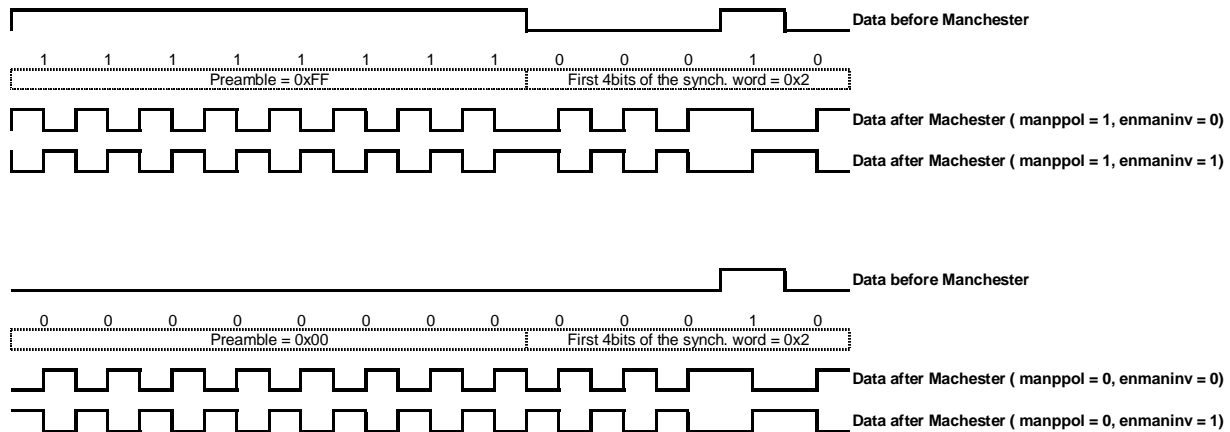 Data before Manchester
1 1 1 1 1 1 1 1 0 0 0 1 0
Preamble = 0xFF First 4bits of the synch. word = 0x2
Data after Machester ( manppol = 1, enmaninv = 0)
Data after Machester ( manppol = 1, enmaninv = 1)
Data before Manchester
0 0 0 0 0 0 0 0 0 0 0 1 0
Preamble = 0x00 First 4bits of the synch. word = 0x2
Data after Machester ( manppol = 0, enmaninv = 0)
Data after Machester ( manppol = 0, enmaninv = 1)